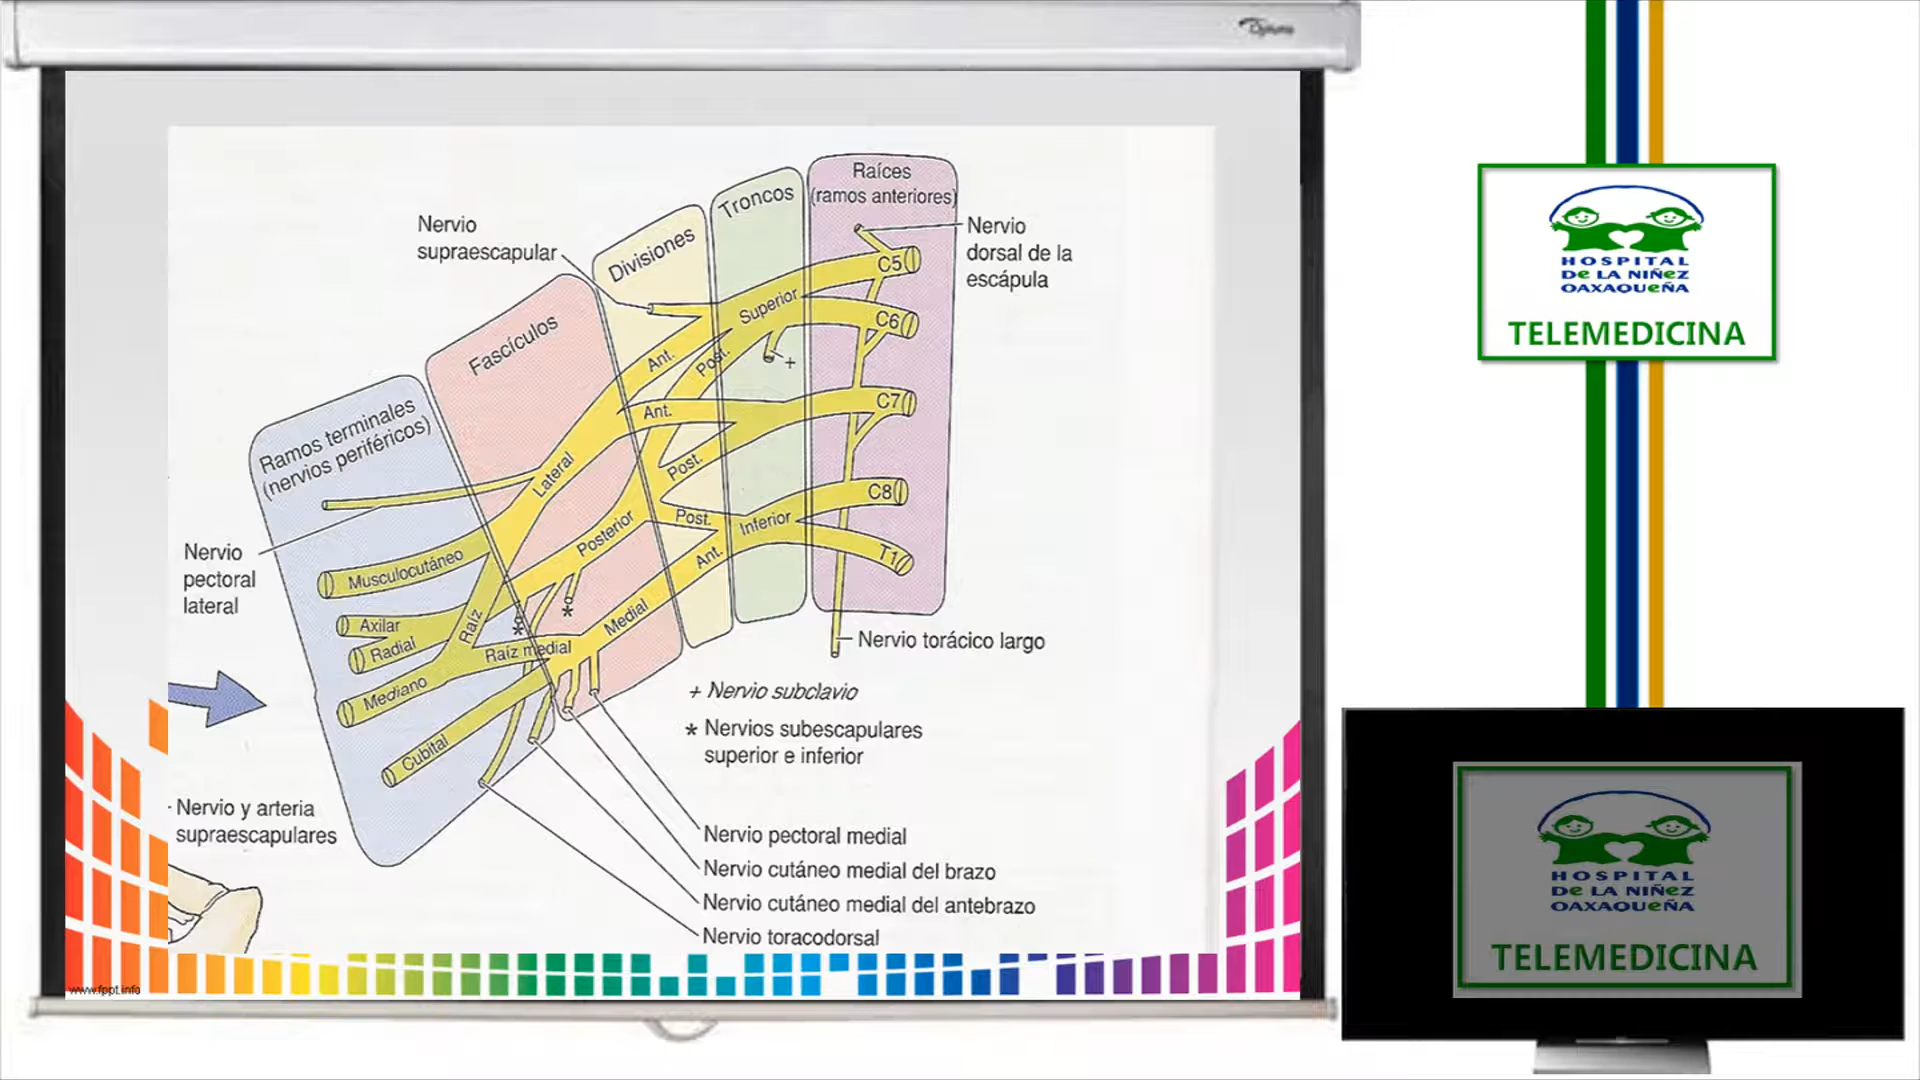 Optoma
Raíces
(ramos anteriores)
Troncos
Divisiones
Fascículos
Ramos terminales
(nervios periféricos)
Nervio
supraescapular
Nervio
dorsal de la
escápula
C5
C6
C7
C8
T1
Superior
Inferior
+
Ant.
Post.
Ant.
Post.
Post.
Ant.
Lateral
Posterior
Medial
*
*
Raíz
Raíz medial
Nervio
pectoral
lateral
Musculocutáneo
Axilar
Radial
Mediano
Cubital
Nervio torácico largo
+ Nervio subclavio
* Nervios subescapulares
superior e inferior
Nervio y arteria
supraescapulares
Nervio pectoral medial
Nervio cutáneo medial del brazo
Nervio cutáneo medial del antebrazo
Nervio toracodorsal
www.fppt.info
HOSPITAL
De LA NIÑeZ
OAXAQUeÑA
TELEMEDICINA
HOSPITAL
De LA NIÑeZ
OAXAQUeÑA
TELEMEDICINA